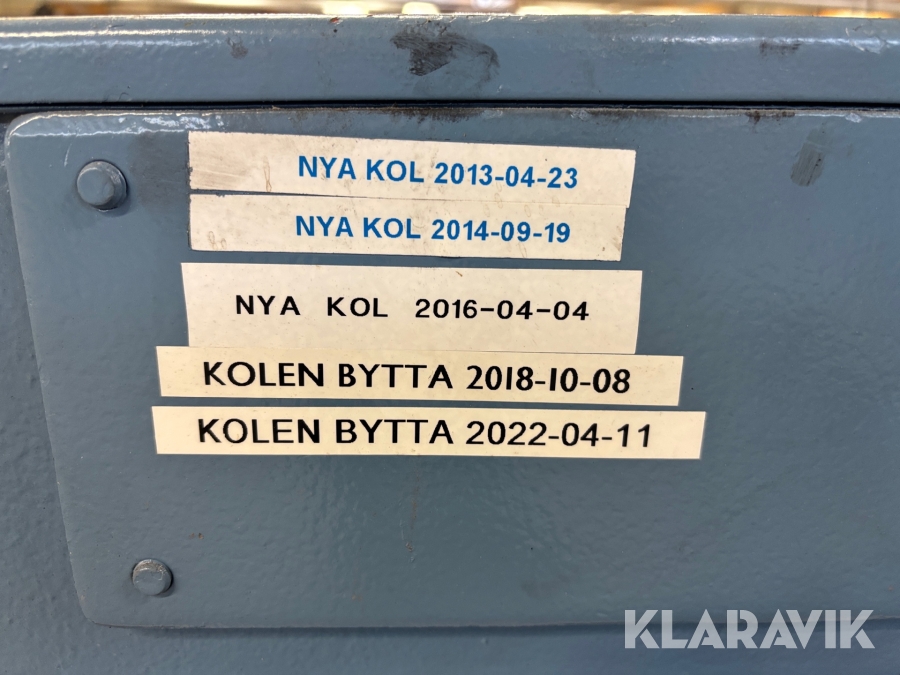 NYA KOL 2013-04-23
NYA KOL 2014-09-19
NYA KOL 2016-04-04
KOLEN BYTTA 2018-10-08
KOLEN BYTTA 2022-04-11
KLARAVIK